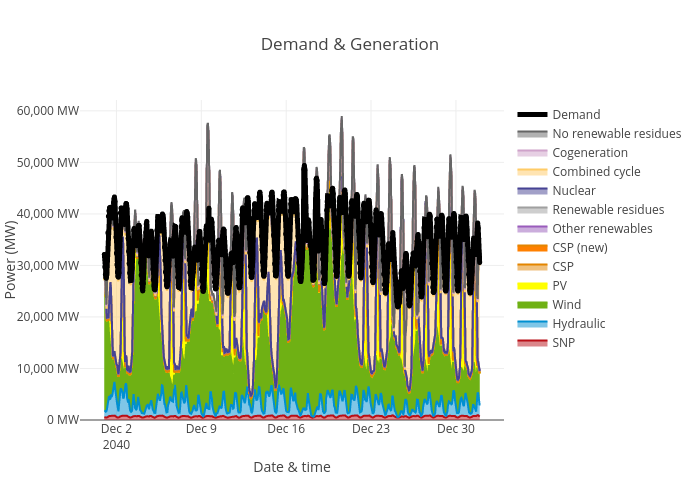 Demand & Generation
60,000 MW
50,000 MW
40,000 MW
30,000 MW
20,000 MW
10,000 MW
0 MW
Power (MW)
Dec 2
2040
Dec 9
Dec 16
Dec 23
Dec 30
Date & time
Demand
No renewable residues
Cogeneration
Combined cycle
Nuclear
Renewable residues
Other renewables
CSP (new)
CSP
PV
Wind
Hydraulic
SNP